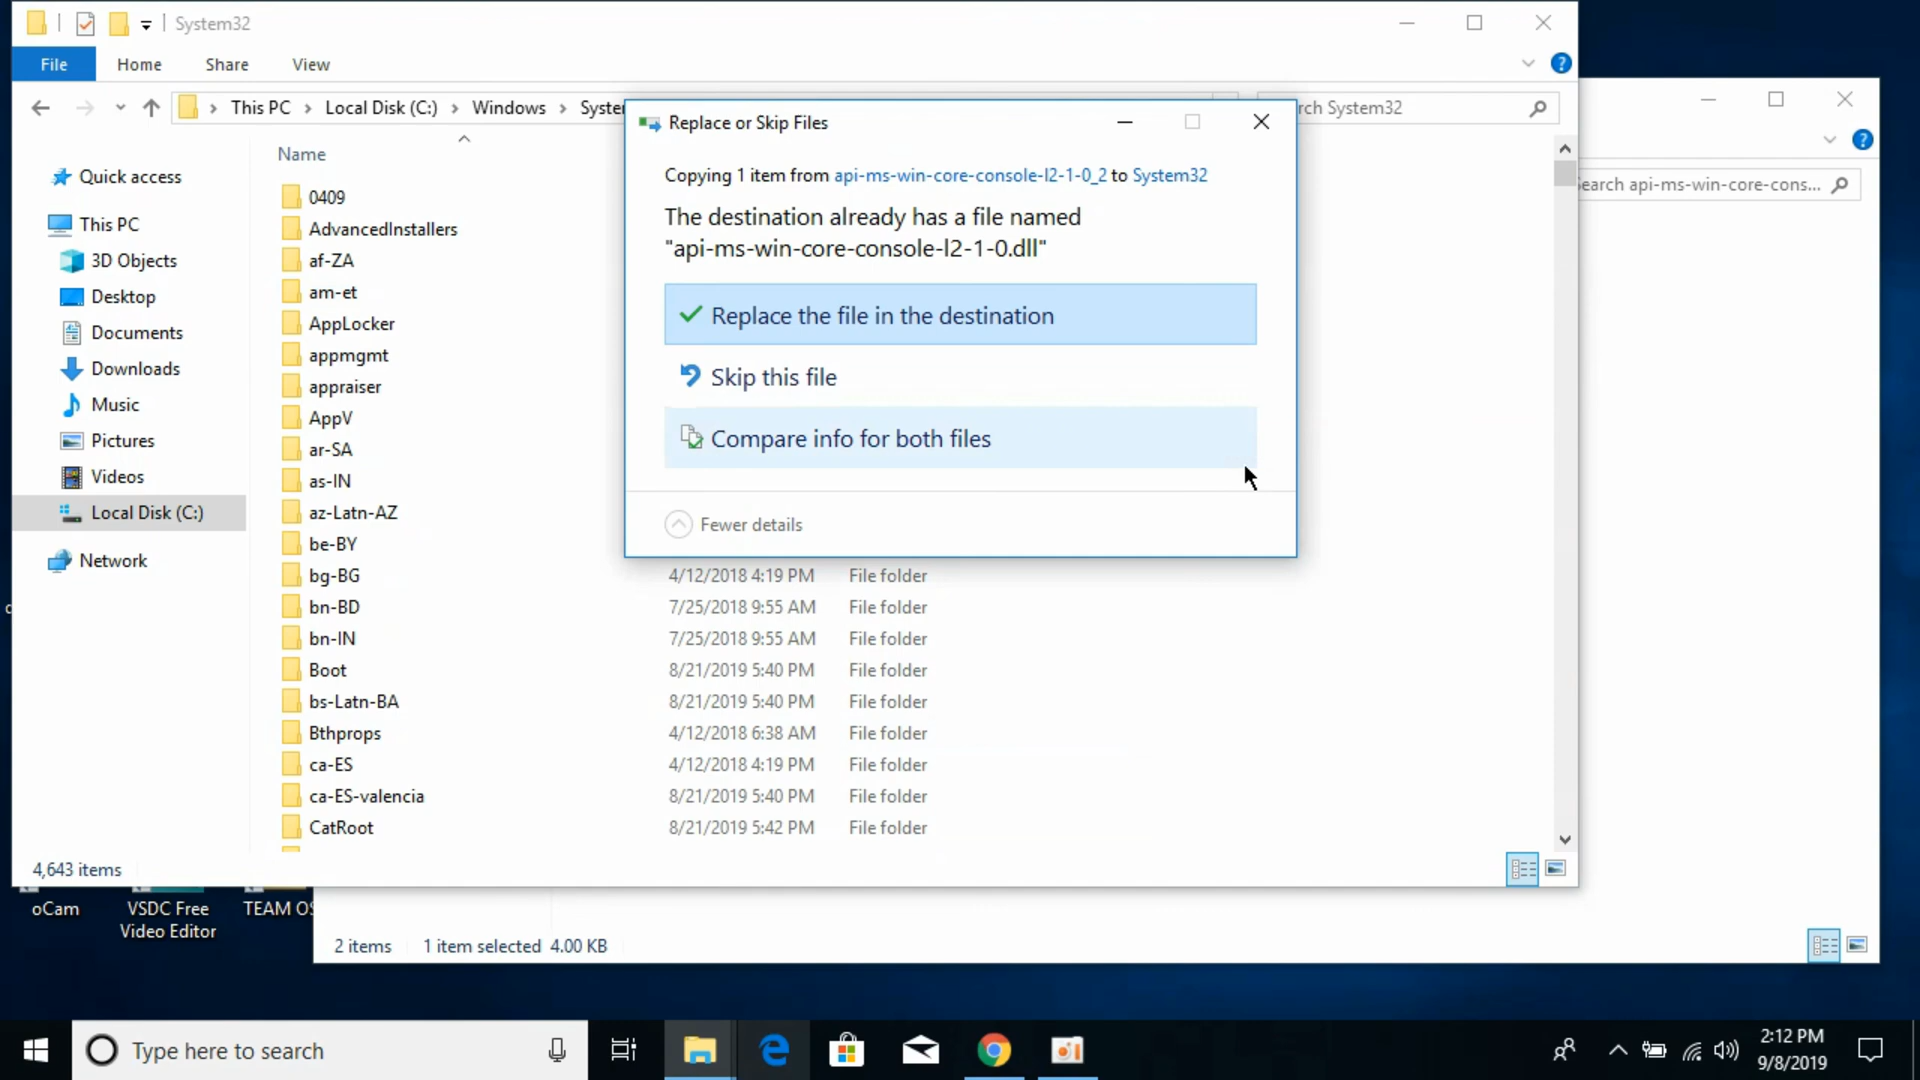 System32
File
Home
Share
View
This PC
Local Disk (C:)
Windows
Search api-ms-win-core-cons...
Name
Quick access
This PC
3D Objects
Desktop
Documents
Downloads
Music
Pictures
Videos
Local Disk (C:)
Network
0409
AdvancedInstallers
af-ZA
am-et
AppLocker
appmgmt
appraiser
AppV
ar-SA
as-IN
az-Latn-AZ
be-BY
bg-BG 4/12/2018 4:19 PM File folder
bn-BD 7/25/2018 9:55 AM File folder
bn-IN 7/25/2018 9:55 AM File folder
Boot 8/21/2019 5:40 PM File folder
bs-Latn-BA 8/21/2019 5:40 PM File folder
Bthprops 4/12/2018 6:38 AM File folder
ca-ES 4/12/2018 4:19 PM File folder
ca-ES-valencia 8/21/2019 5:40 PM File folder
CatRoot 8/21/2019 5:42 PM File folder
4,643 items
Replace or Skip Files
Copying 1 item from api-ms-win-core-console-l2-1-0_2 to System32
The destination already has a file named
"api-ms-win-core-console-l2-1-0.dll"
Replace the file in the destination
Skip this file
Compare info for both files
Fewer details
System32
oCam
VSDC Free
Video Editor
TEAM
2 items 1 item selected 4.00 KB
Type here to search
2:12 PM
9/8/2019